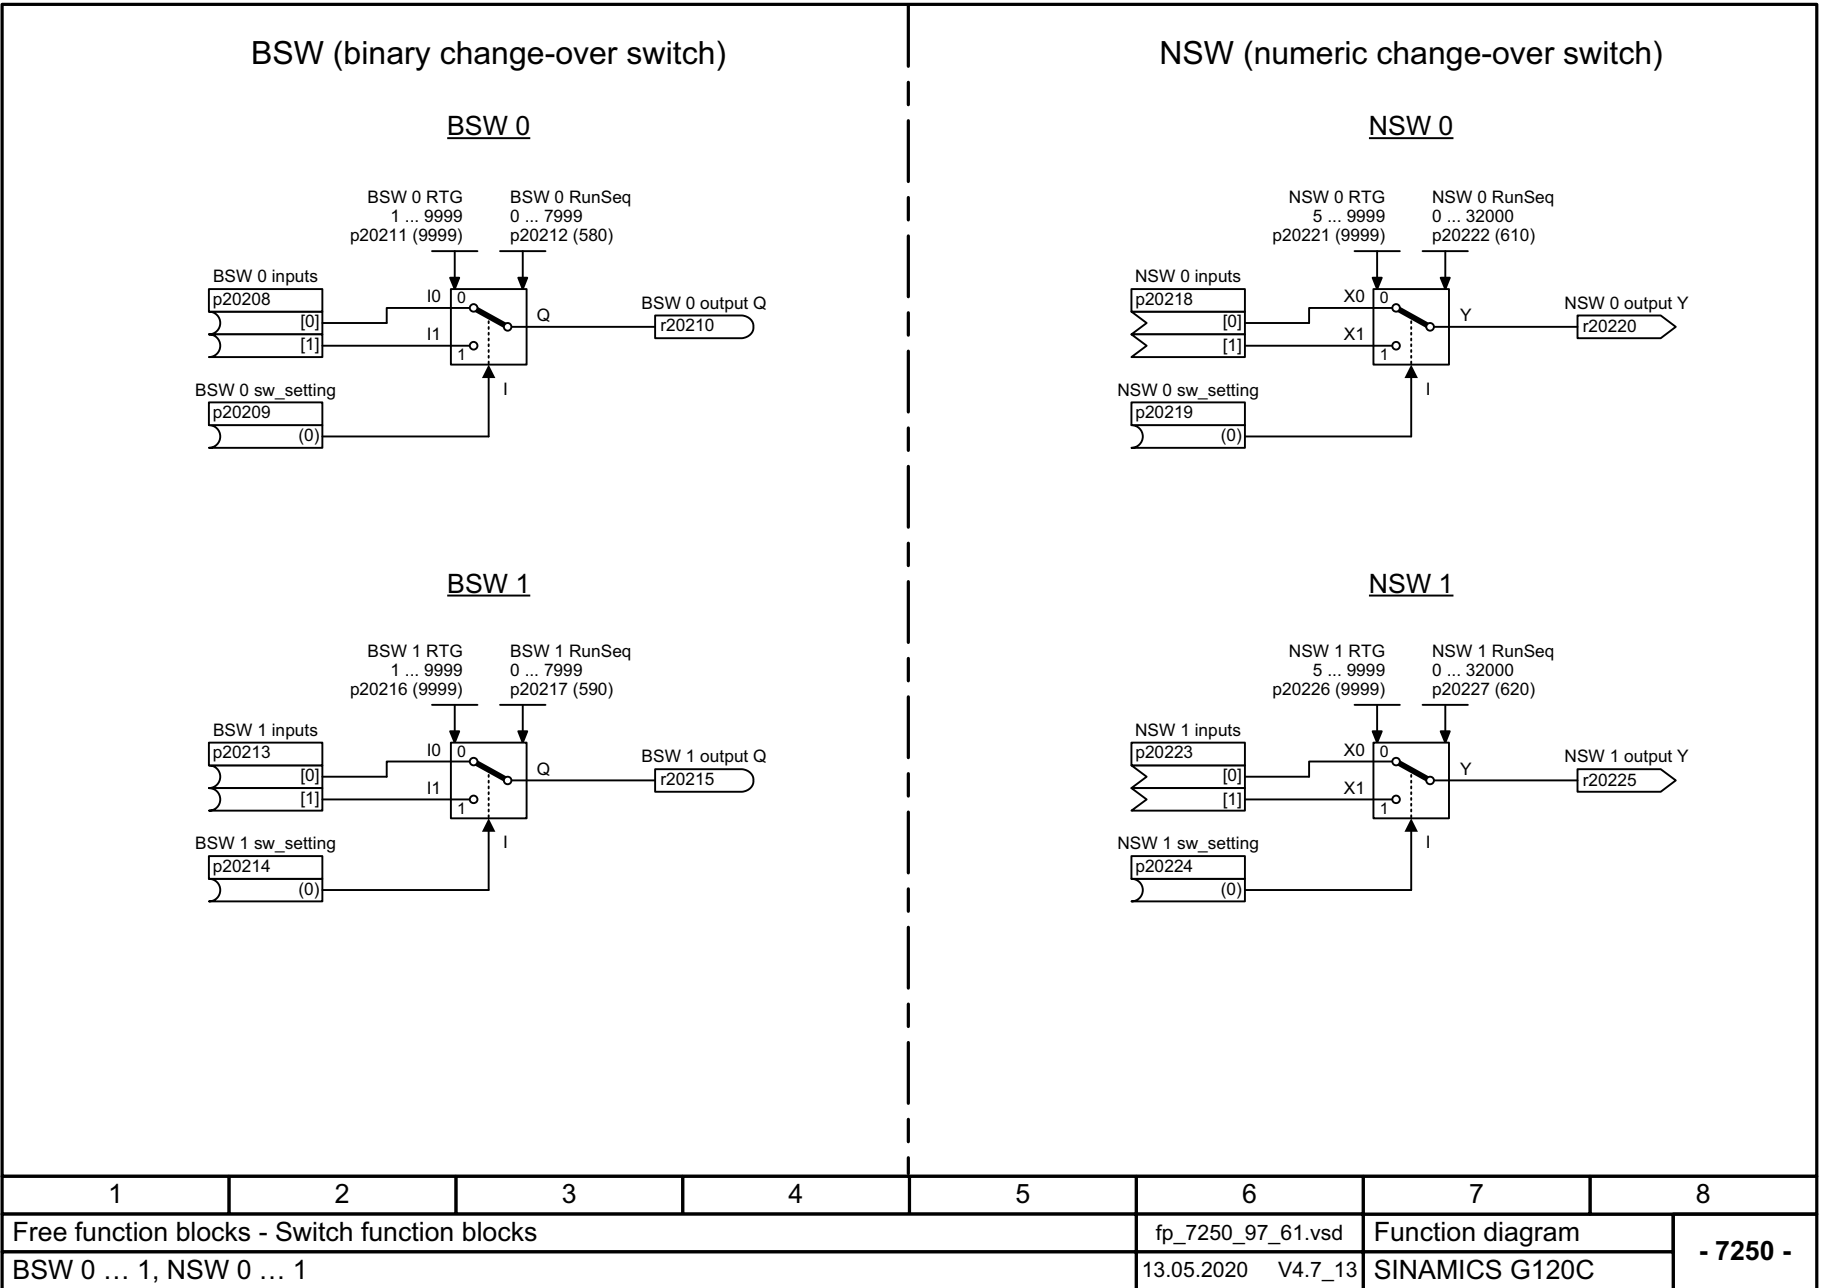 BSW (binary change-over switch)
BSW 0
BSW 0 RTG
1 ... 9999
p20211 (9999)
BSW 0 RunSeq
0 ... 7999
p20212 (580)
BSW 0 inputs
p20208
[0]
[1]
I0
I1
0
1
Q
I
BSW 0 output Q
r20210
BSW 0 sw_setting
p20209
(0)
BSW 1
BSW 1 RTG
1 ... 9999
p20216 (9999)
BSW 1 RunSeq
0 ... 7999
p20217 (590)
BSW 1 inputs
p20213
[0]
[1]
I0
I1
0
1
Q
I
BSW 1 output Q
r20215
BSW 1 sw_setting
p20214
(0)
NSW (numeric change-over switch)
NSW 0
NSW 0 RTG
5 ... 9999
p20221 (9999)
NSW 0 RunSeq
0 ... 32000
p20222 (610)
NSW 0 inputs
p20218
[0]
[1]
X0
X1
0
1
Y
I
NSW 0 output Y
r20220
NSW 0 sw_setting
p20219
(0)
NSW 1
NSW 1 RTG
5 ... 9999
p20226 (9999)
NSW 1 RunSeq
0 ... 32000
p20227 (620)
NSW 1 inputs
p20223
[0]
[1]
X0
X1
0
1
Y
I
NSW 1 output Y
r20225
NSW 1 sw_setting
p20224
(0)
1 2 3 4 5 6 7 8
Free function blocks - Switch function blocks
fp_7250_97_61.vsd
Function diagram
- 7250 -
BSW 0 … 1, NSW 0 … 1
13.05.2020 V4.7_13
SINAMICS G120C